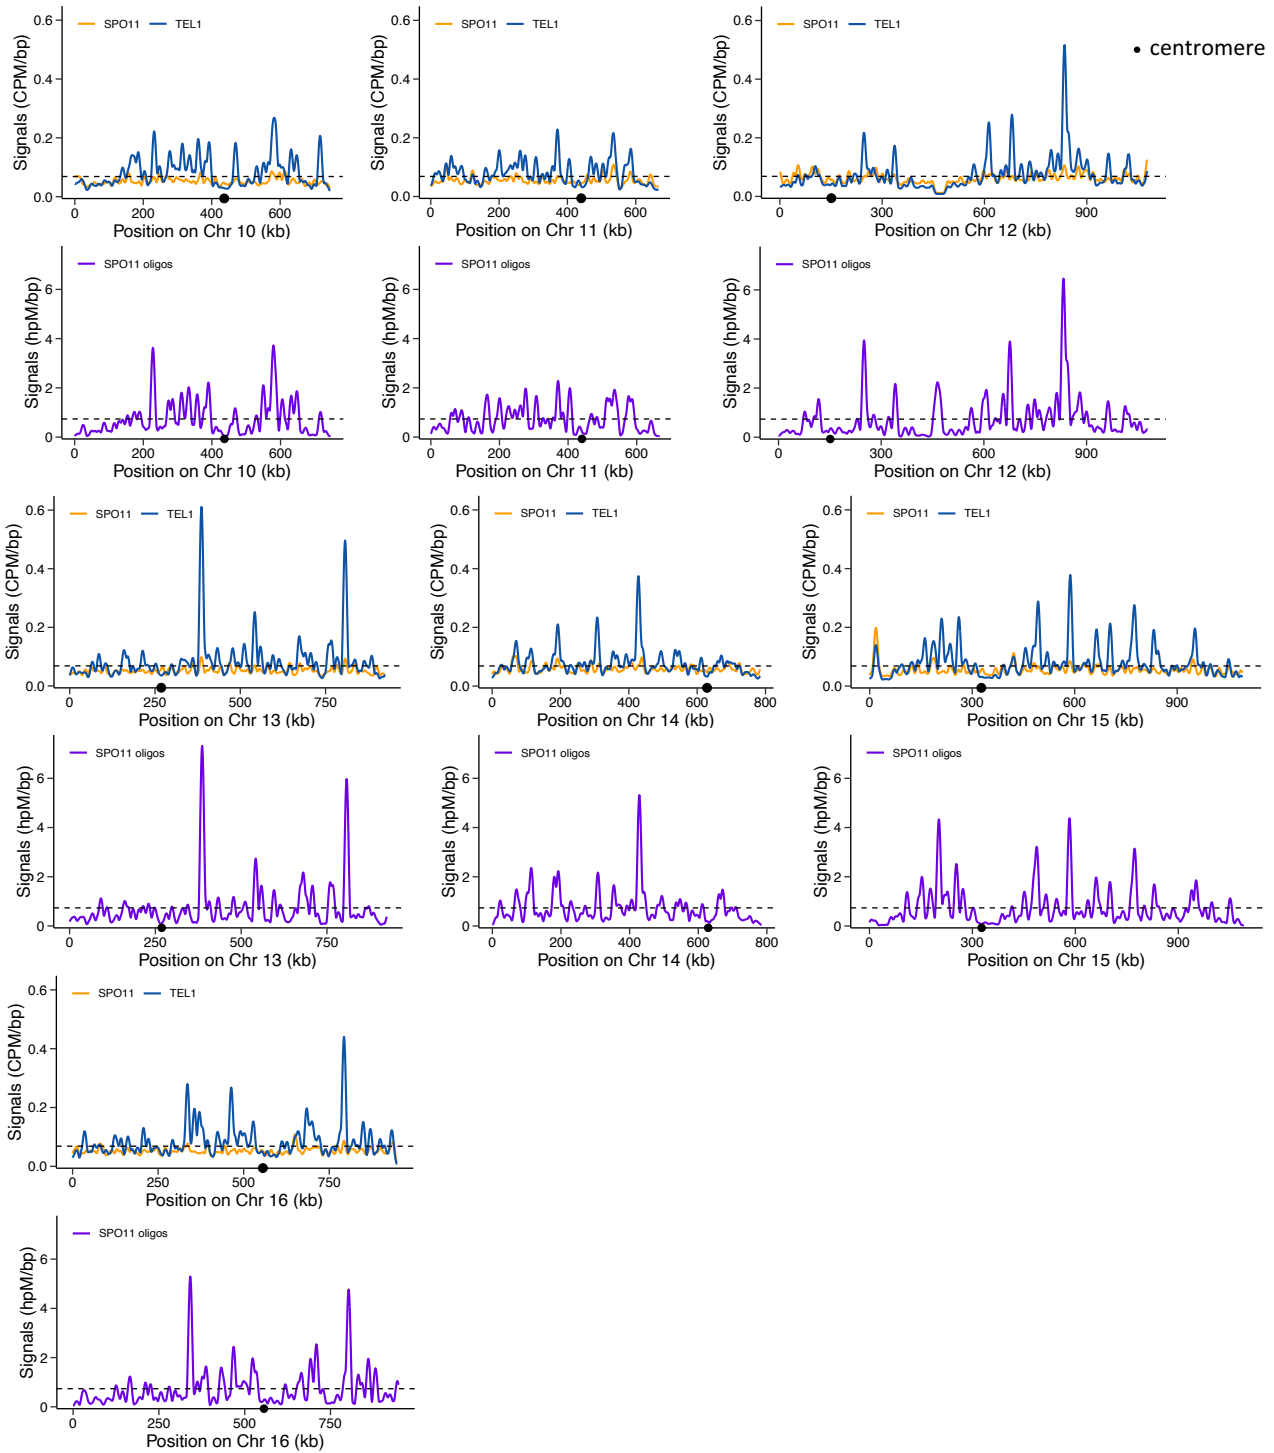 SPO11 TEL1
Signals (CPM/bp)
0.6
0.4
0.2
0.0
0 200 400 600
Position on Chr 10 (kb)
SPO11 TEL1
Signals (CPM/bp)
0.6
0.4
0.2
0.0
0 200 400 600
Position on Chr 11 (kb)
SPO11 TEL1
Signals (CPM/bp)
0.6
0.4
0.2
0.0
0 300 600 900
Position on Chr 12 (kb)
• centromere
SPO11 oligos
Signals (hpM/bp)
6
4
2
0
0 200 400 600
Position on Chr 10 (kb)
SPO11 oligos
Signals (hpM/bp)
6
4
2
0
0 200 400 600
Position on Chr 11 (kb)
SPO11 oligos
Signals (hpM/bp)
6
4
2
0
0 300 600 900
Position on Chr 12 (kb)
SPO11 TEL1
Signals (CPM/bp)
0.6
0.4
0.2
0.0
0 250 500 750
Position on Chr 13 (kb)
SPO11 TEL1
Signals (CPM/bp)
0.6
0.4
0.2
0.0
0 200 400 600 800
Position on Chr 14 (kb)
SPO11 TEL1
Signals (CPM/bp)
0.6
0.4
0.2
0.0
0 300 600 900
Position on Chr 15 (kb)
SPO11 oligos
Signals (hpM/bp)
6
4
2
0
0 250 500 750
Position on Chr 13 (kb)
SPO11 oligos
Signals (hpM/bp)
6
4
2
0
0 200 400 600 800
Position on Chr 14 (kb)
SPO11 oligos
Signals (hpM/bp)
6
4
2
0
0 300 600 900
Position on Chr 15 (kb)
SPO11 TEL1
Signals (CPM/bp)
0.6
0.4
0.2
0.0
0 250 500 750
Position on Chr 16 (kb)
SPO11 oligos
Signals (hpM/bp)
6
4
2
0
0 250 500 750
Position on Chr 16 (kb)